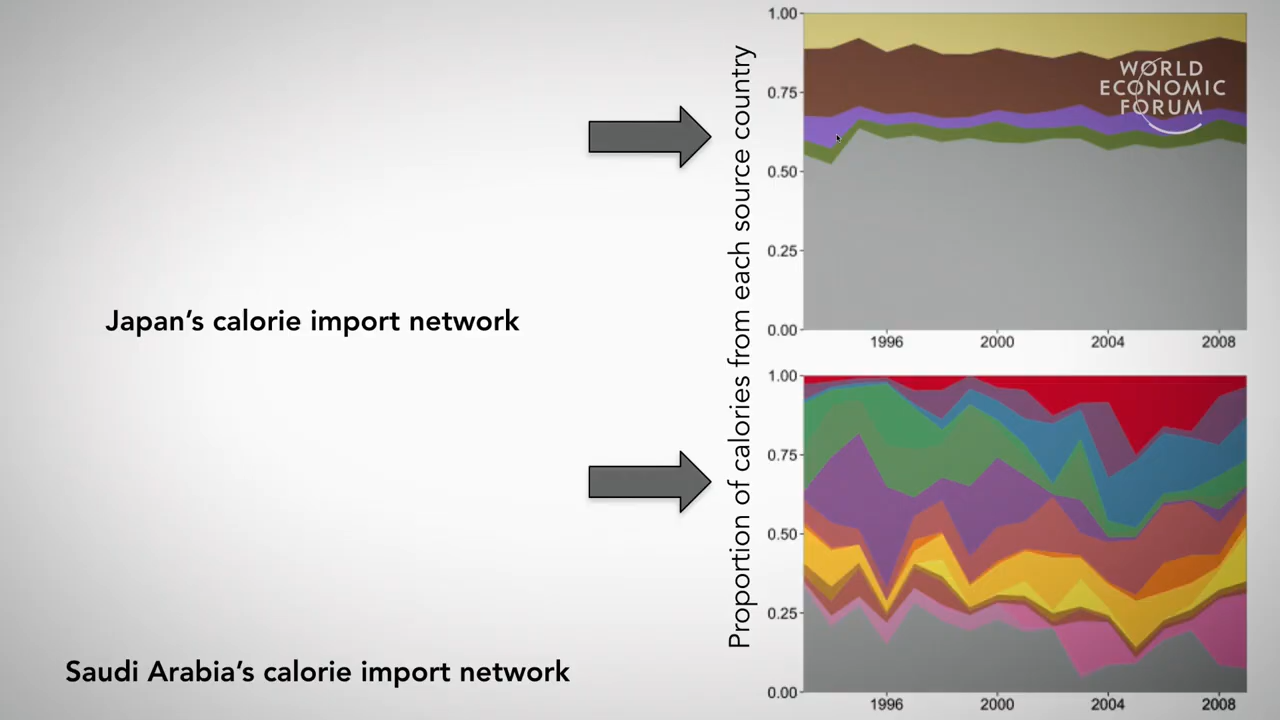 Japan's calorie import network
Saudi Arabia's calorie import network
Proportion of calories from each source country
1.00
0.75
0.50
0.25
0.00
1996 2000 2004 2008
WORLD
ECONOMIC
FORUM
1.00
0.75
0.50
0.25
0.00
1996 2000 2004 2008